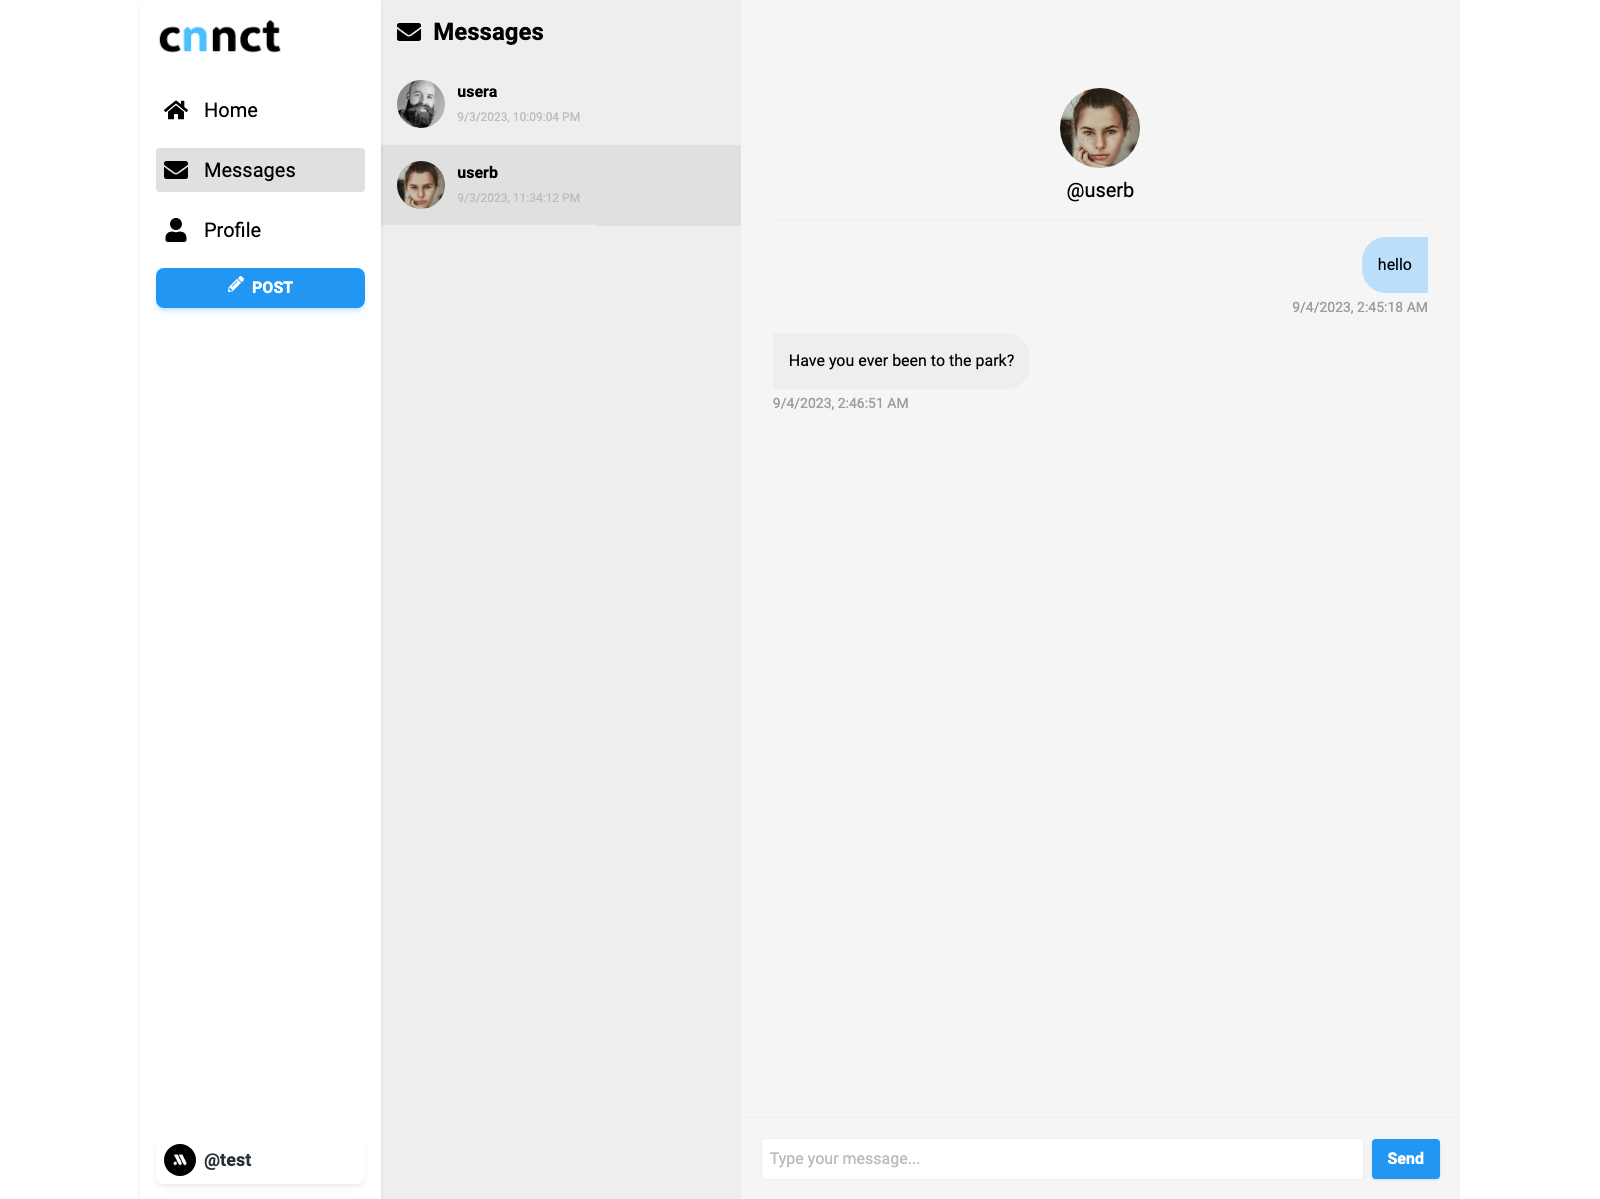 cnnct
Home
Messages
Profile
POST
@test
Messages
usera
9/3/2023, 10:09:04 PM
userb
9/3/2023, 11:34:12 PM
@userb
hello
9/4/2023, 2:45:18 AM
Have you ever been to the park?
9/4/2023, 2:46:51 AM
Type your message...
Send